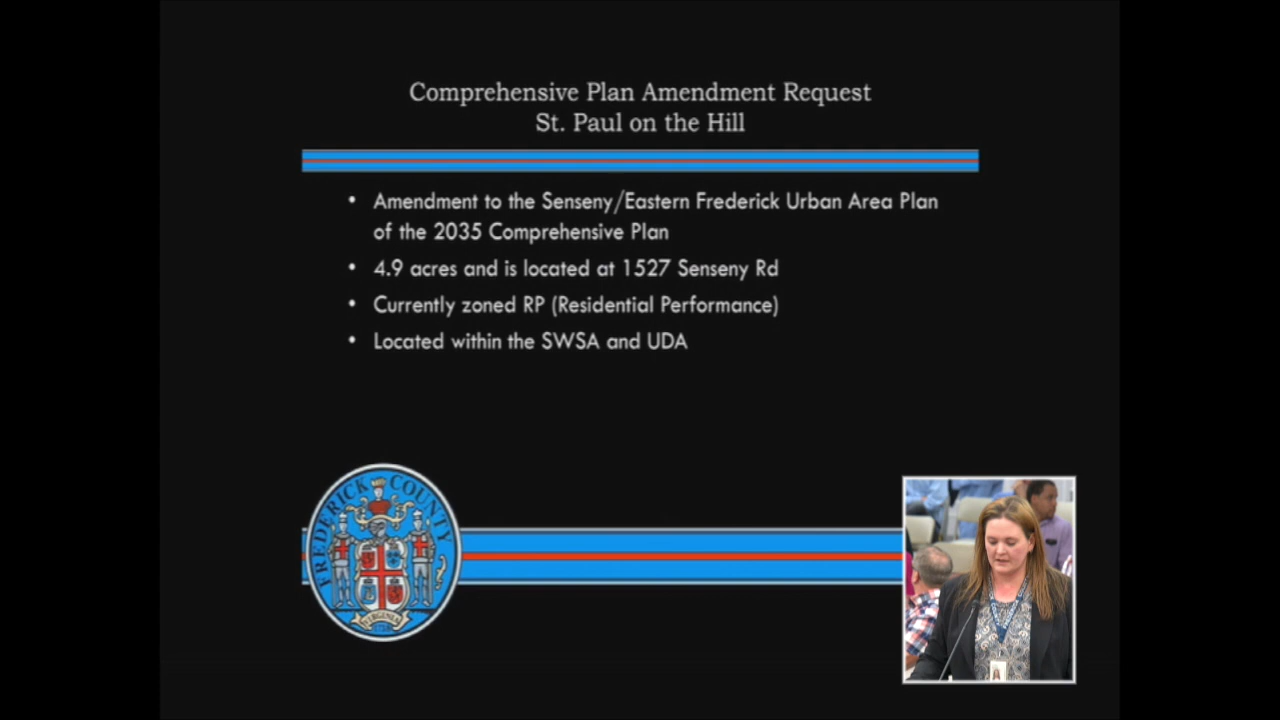 Comprehensive Plan Amendment Request
St. Paul on the Hill
• Amendment to the Senseny/Eastern Frederick Urban Area Plan
of the 2035 Comprehensive Plan
• 4.9 acres and is located at 1527 Senseny Rd
• Currently zoned RP (Residential Performance)
• Located within the SWSA and UDA
FREDERICK COUNTY
VIRGINIA